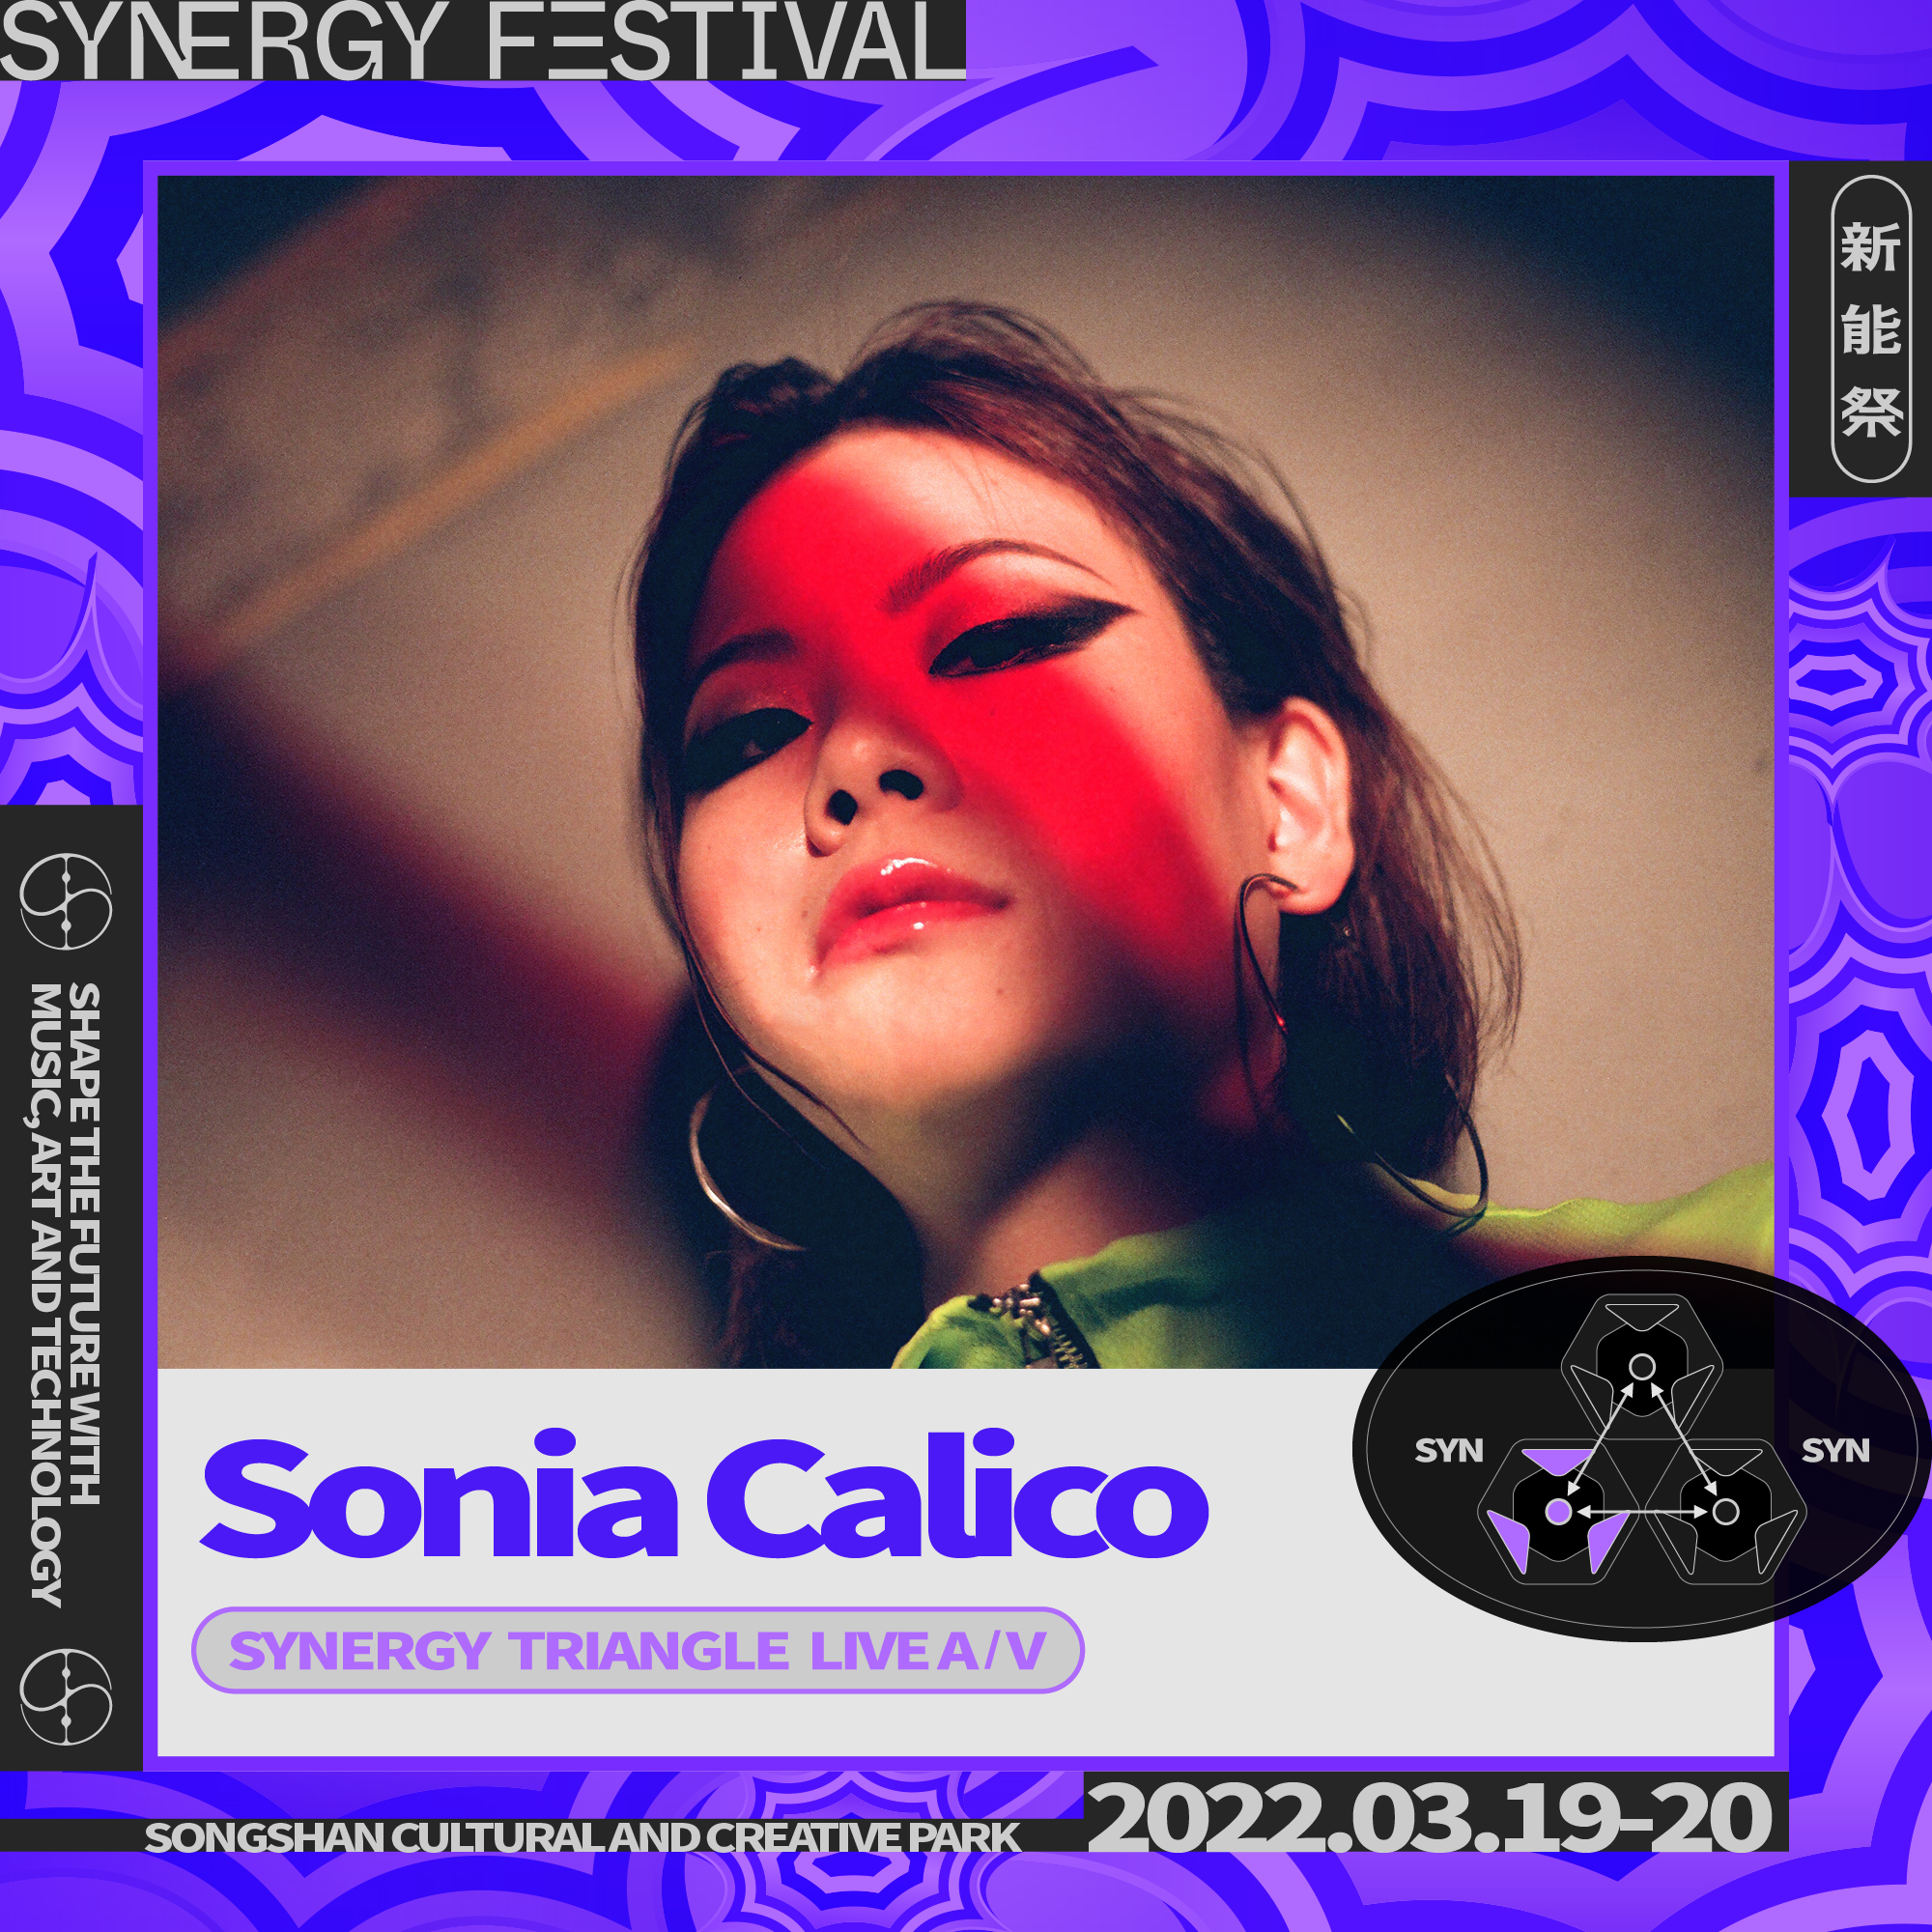 SYNERGY FESTIVAL
新能祭
SHAPE THE FUTURE WITH
MUSIC, ART AND TECHNOLOGY
Sonia Calico
SYN
SYN
SYNERGY TRIANGLE LIVE A/V
SONGSHAN CULTURAL AND CREATIVE PARK
2022.03.19-20